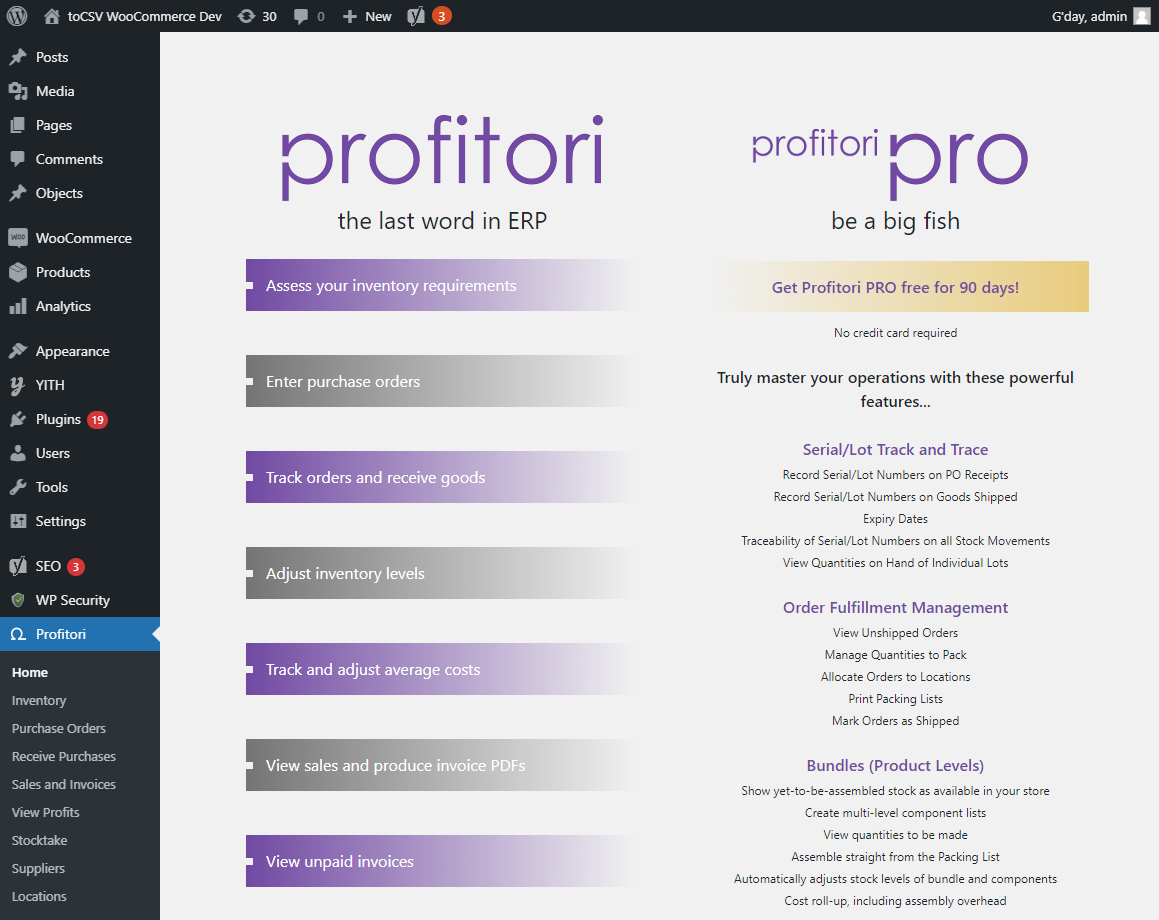 toCSV WooCommerce Dev
30
0
New
3
G'day, admin
Posts
Media
Pages
Comments
Objects
WOO
WooCommerce
Products
Analytics
Appearance
YITH
Plugins 19
Users
Tools
Settings
SEO 3
WP Security
Profitori
Home
Inventory
Purchase Orders
Receive Purchases
Sales and Invoices
View Profits
Stocktake
Suppliers
Locations
profitori
the last word in ERP
Assess your inventory requirements
Enter purchase orders
Track orders and receive goods
Adjust inventory levels
Track and adjust average costs
View sales and produce invoice PDFs
View unpaid invoices
profitori pro
be a big fish
Get Profitori PRO free for 90 days!
No credit card required
Truly master your operations with these powerful
features...
Serial/Lot Track and Trace
Record Serial/Lot Numbers on PO Receipts
Record Serial/Lot Numbers on Goods Shipped
Expiry Dates
Traceability of Serial/Lot Numbers on all Stock Movements
View Quantities on Hand of Individual Lots
Order Fulfillment Management
View Unshipped Orders
Manage Quantities to Pack
Allocate Orders to Locations
Print Packing Lists
Mark Orders as Shipped
Bundles (Product Levels)
Show yet-to-be-assembled stock as available in your store
Create multi-level component lists
View quantities to be made
Assemble straight from the Packing List
Automatically adjusts stock levels of bundle and components
Cost roll-up, including assembly overhead